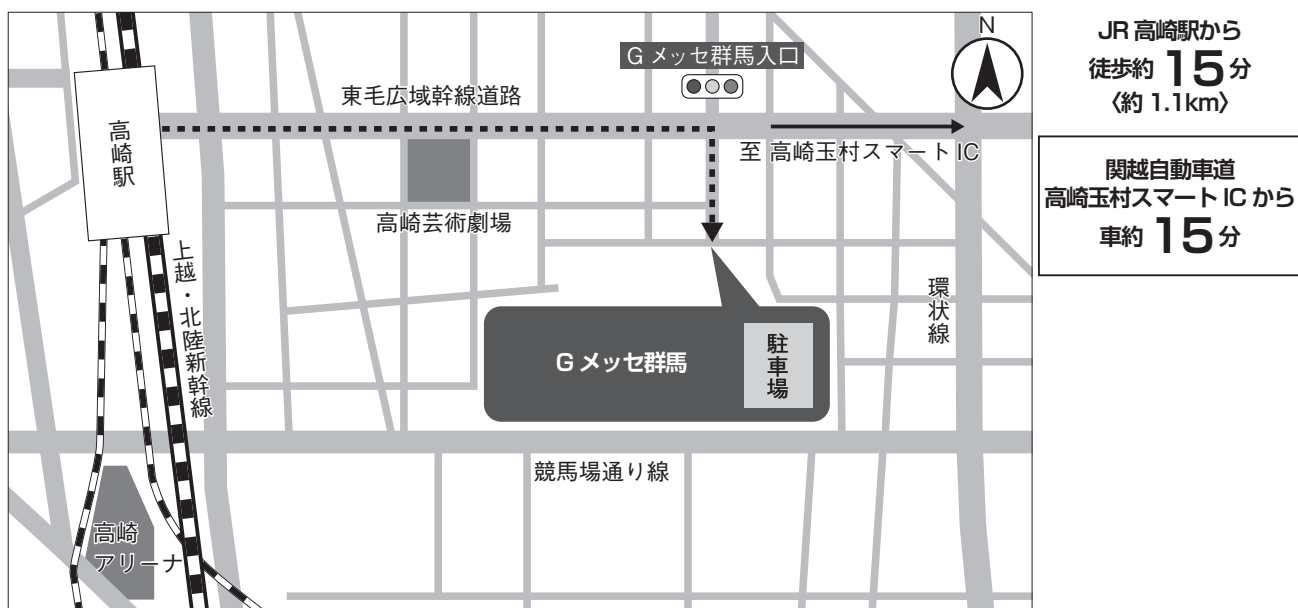 N
Gメッセ群馬入口
東毛広域幹線道路
高崎駅
至 高崎玉村スマートIC
高崎芸術劇場
上越・北陸新幹線
環状線
Gメッセ群馬
駐車場
競馬場通り線
高崎
アリーナ
JR高崎駅から
徒歩約15分
〈約1.1km〉
関越自動車道
高崎玉村スマートICから
車約15分